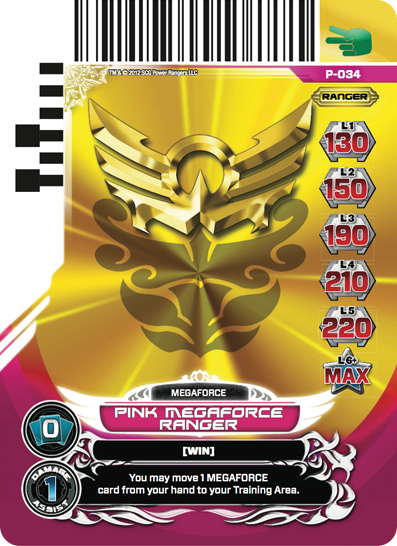 TM & © 2012 SCG Power Rangers LLC
P-034
RANGER
L1
130
L2
150
L3
190
L4
210
L5
220
L6+
MAX
MEGAFORCE
PINK MEGAFORCE
RANGER
0
[WIN]
DAMAGE
1
ASSIST
You may move 1 MEGAFORCE
card from your hand to your Training Area.